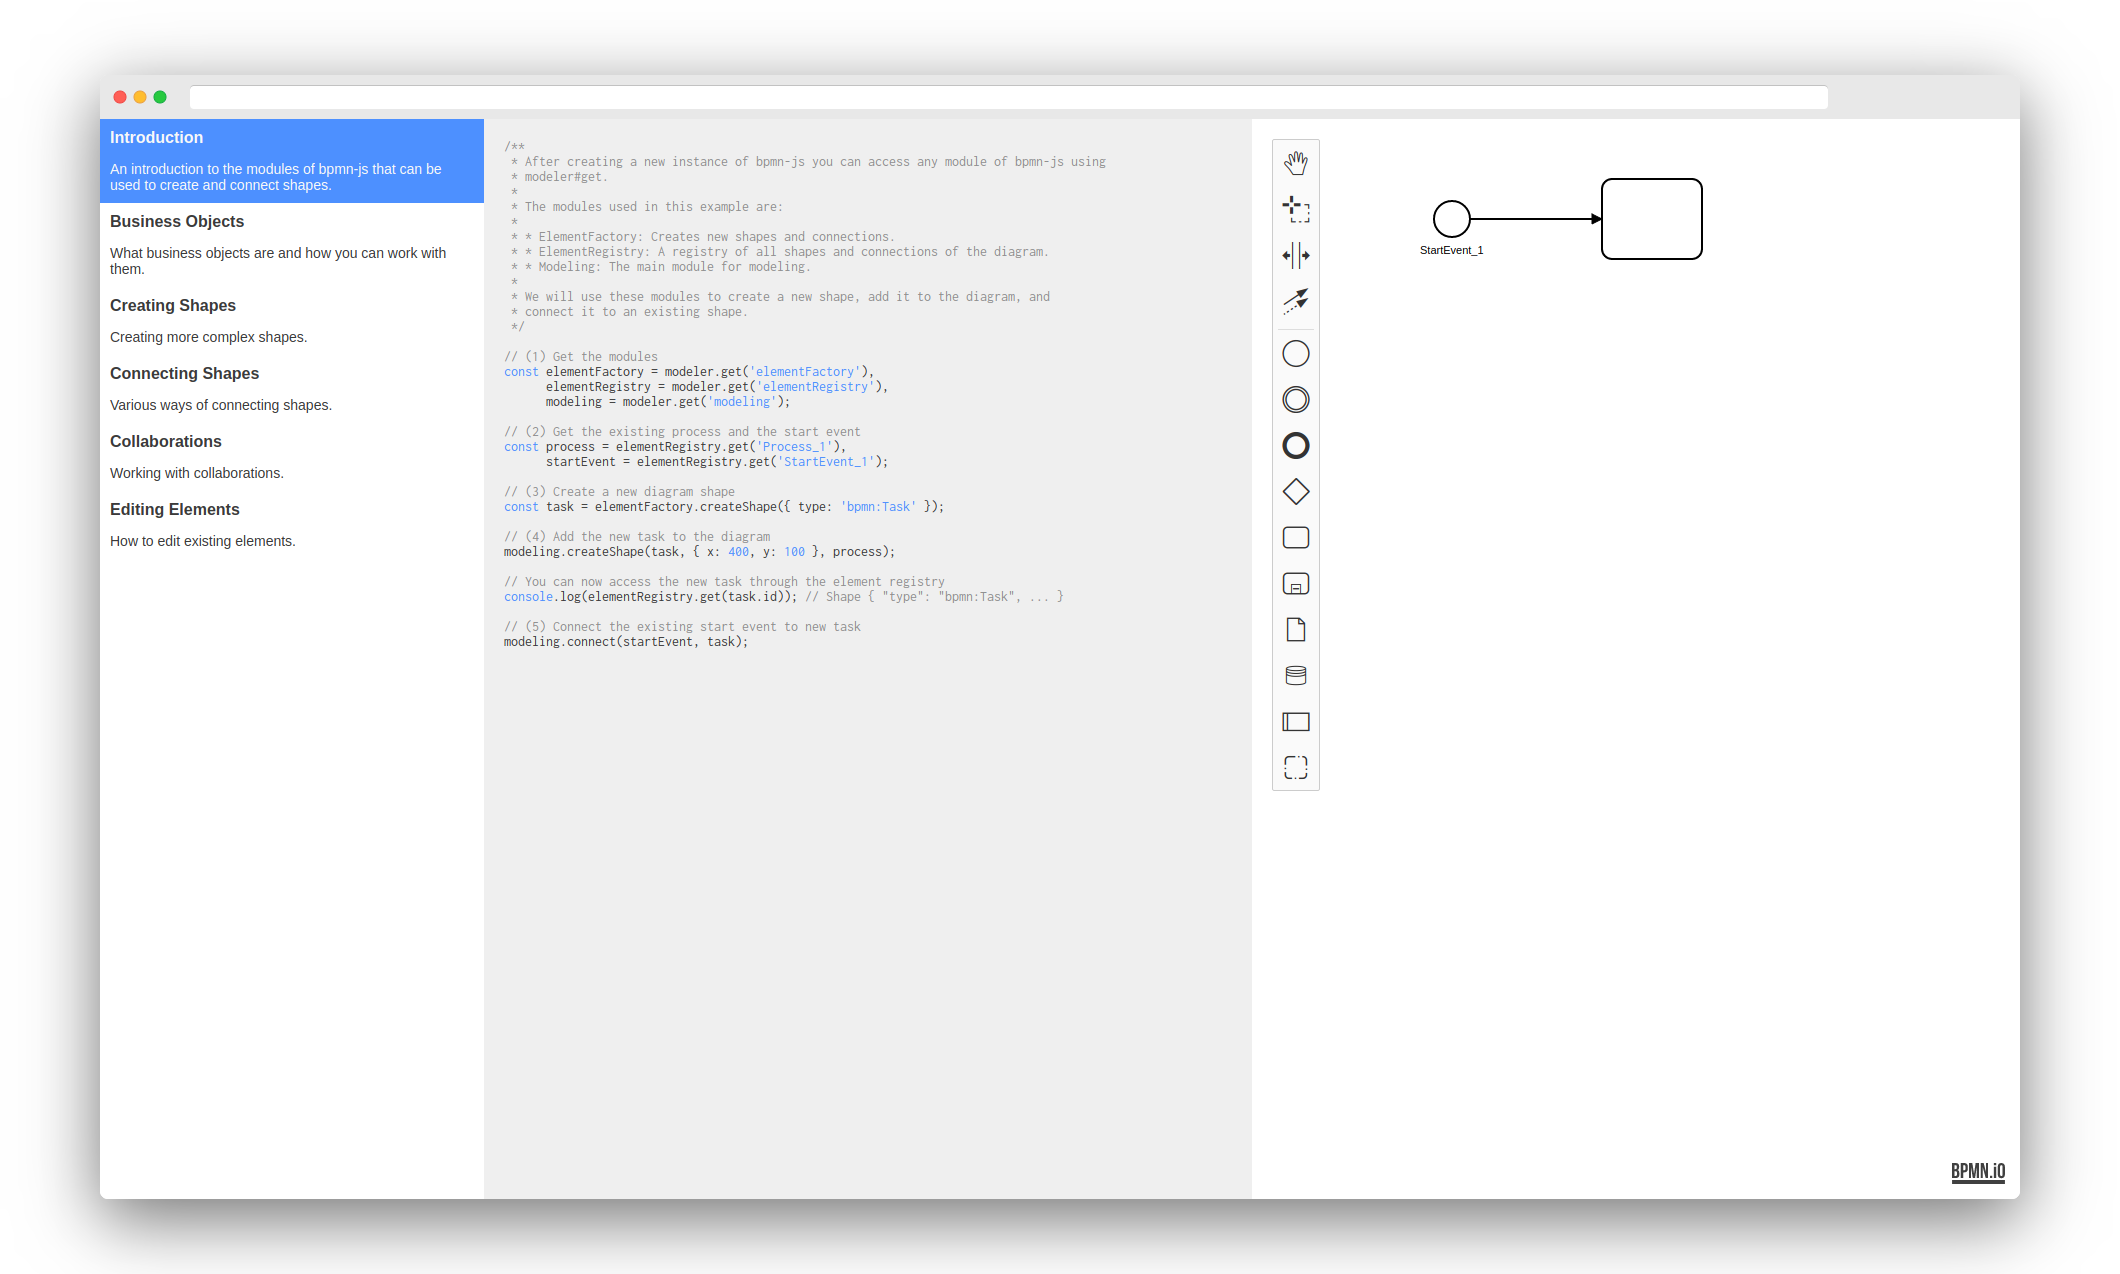 Introduction
An introduction to the modules of bpmn-js that can be
used to create and connect shapes.
Business Objects
What business objects are and how you can work with
them.
Creating Shapes
Creating more complex shapes.
Connecting Shapes
Various ways of connecting shapes.
Collaborations
Working with collaborations.
Editing Elements
How to edit existing elements.
/**
 * After creating a new instance of bpmn-js you can access any module of bpmn-js using
 * modeler#get.
 *
 * The modules used in this example are:
 *
 * * ElementFactory: Creates new shapes and connections.
 * * ElementRegistry: A registry of all shapes and connections of the diagram.
 * * Modeling: The main module for modeling.
 *
 * We will use these modules to create a new shape, add it to the diagram, and
 * connect it to an existing shape.
 */
// (1) Get the modules
const elementFactory = modeler.get('elementFactory'),
      elementRegistry = modeler.get('elementRegistry'),
      modeling = modeler.get('modeling');
// (2) Get the existing process and the start event
const process = elementRegistry.get('Process_1'),
      startEvent = elementRegistry.get('StartEvent_1');
// (3) Create a new diagram shape
const task = elementFactory.createShape({ type: 'bpmn:Task' });
// (4) Add the new task to the diagram
modeling.createShape(task, { x: 400, y: 100 }, process);
// You can now access the new task through the element registry
console.log(elementRegistry.get(task.id)); // Shape { "type": "bpmn:Task", ... }
// (5) Connect the existing start event to new task
modeling.connect(startEvent, task);
StartEvent_1
BPMN.iO